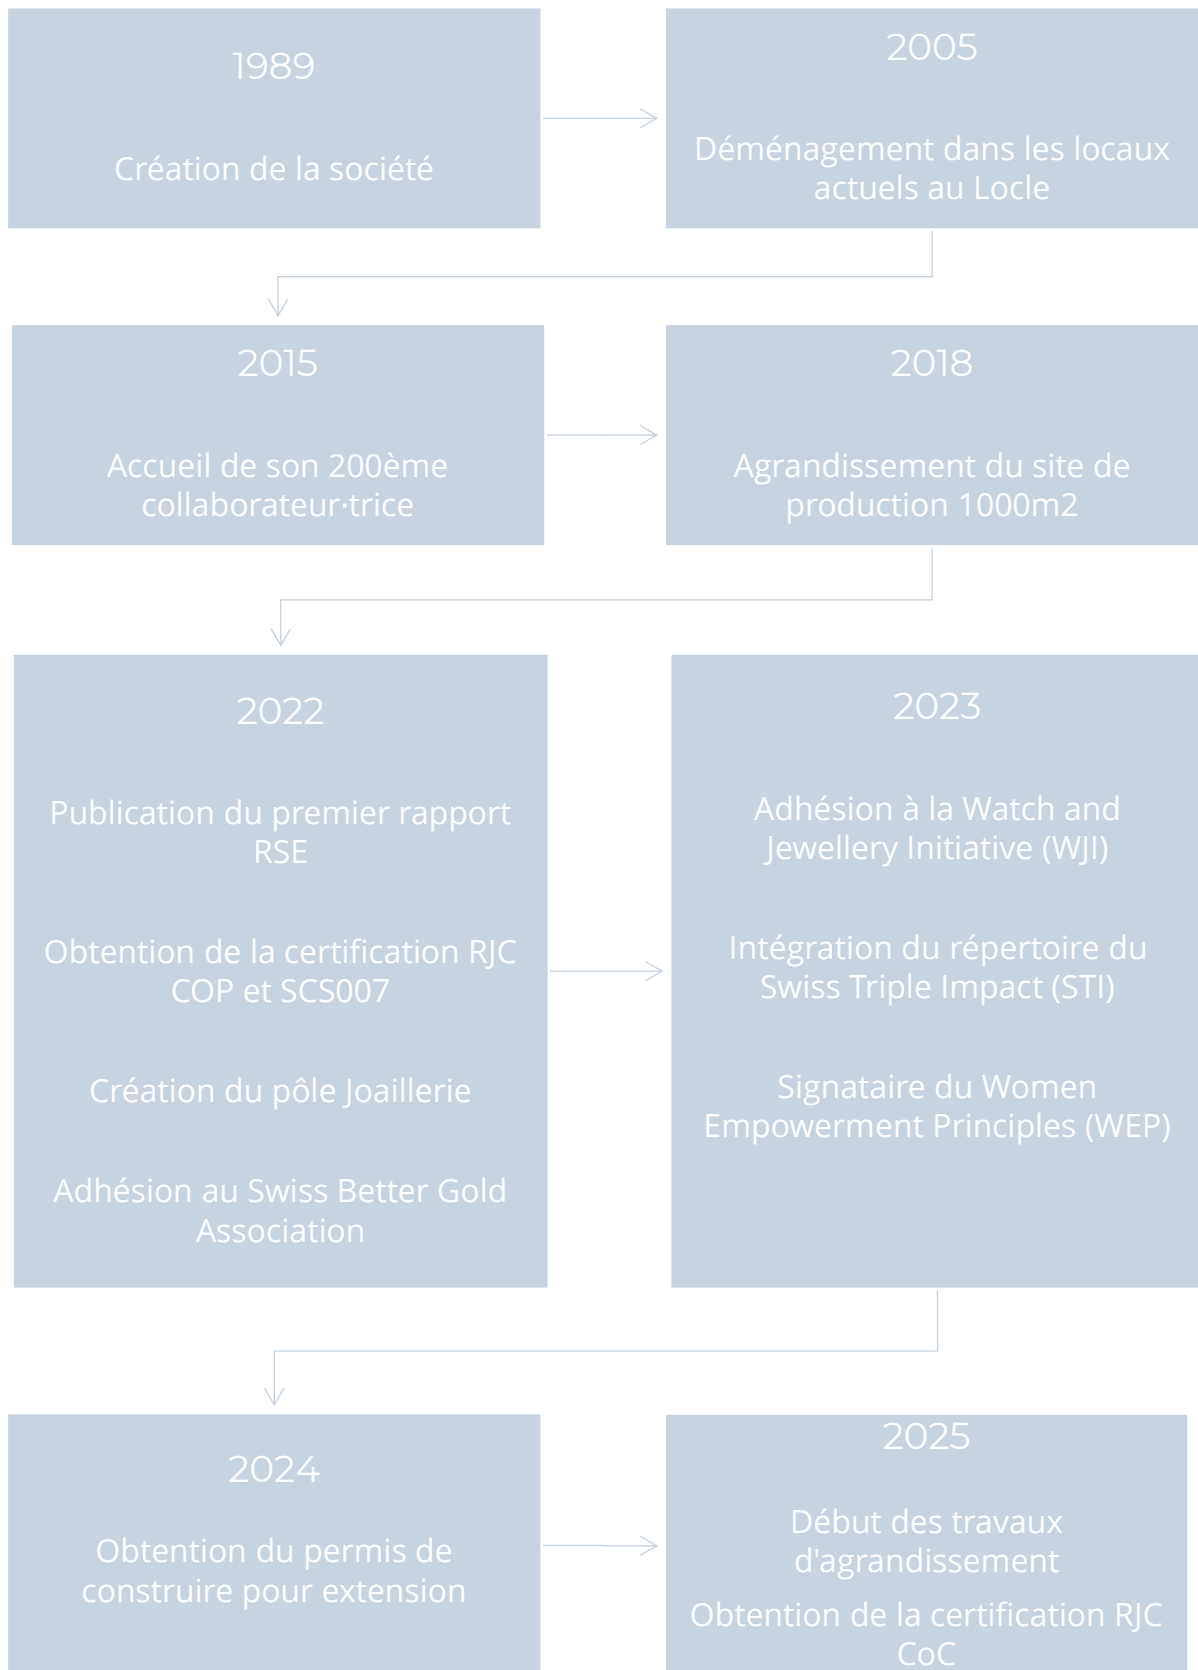 1989
Création de la société
2005
Déménagement dans les locaux
actuels au Locle
2015
Accueil de son 200ème
collaborateur·trice
2018
Agrandissement du site de
production 1000m2
2022
Publication du premier rapport
RSE
Obtention de la certification RJC
COP et SCS007
Création du pôle Joaillerie
Adhésion au Swiss Better Gold
Association
2023
Adhésion à la Watch and
Jewellery Initiative (WJI)
Intégration du répertoire du
Swiss Triple Impact (STI)
Signataire du Women
Empowerment Principles (WEP)
2024
Obtention du permis de
construire pour extension
2025
Début des travaux
d'agrandissement
Obtention de la certification RJC
CoC